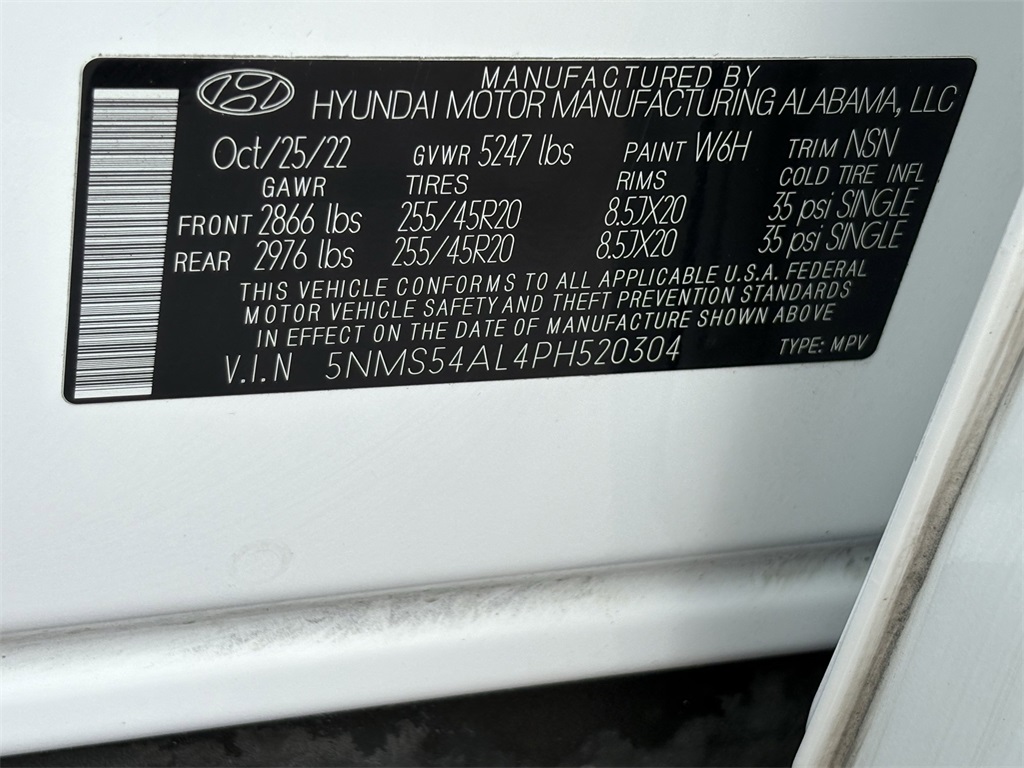 MANUFACTURED BY
HYUNDAI MOTOR MANUFACTURING ALABAMA, LLC
Oct/25/22 GVWR 5247 lbs PAINT W6H TRIM NSN
GAWR TIRES RIMS COLD TIRE INFL
FRONT 2866 lbs 255/45R20 8.5JX20 35 psi SINGLE
REAR 2976 lbs 255/45R20 8.5JX20 35 psi SINGLE
THIS VEHICLE CONFORMS TO ALL APPLICABLE U.S.A. FEDERAL
MOTOR VEHICLE SAFETY AND THEFT PREVENTION STANDARDS
IN EFFECT ON THE DATE OF MANUFACTURE SHOWN ABOVE
V.I.N 5NMS54AL4PH520304 TYPE: MPV